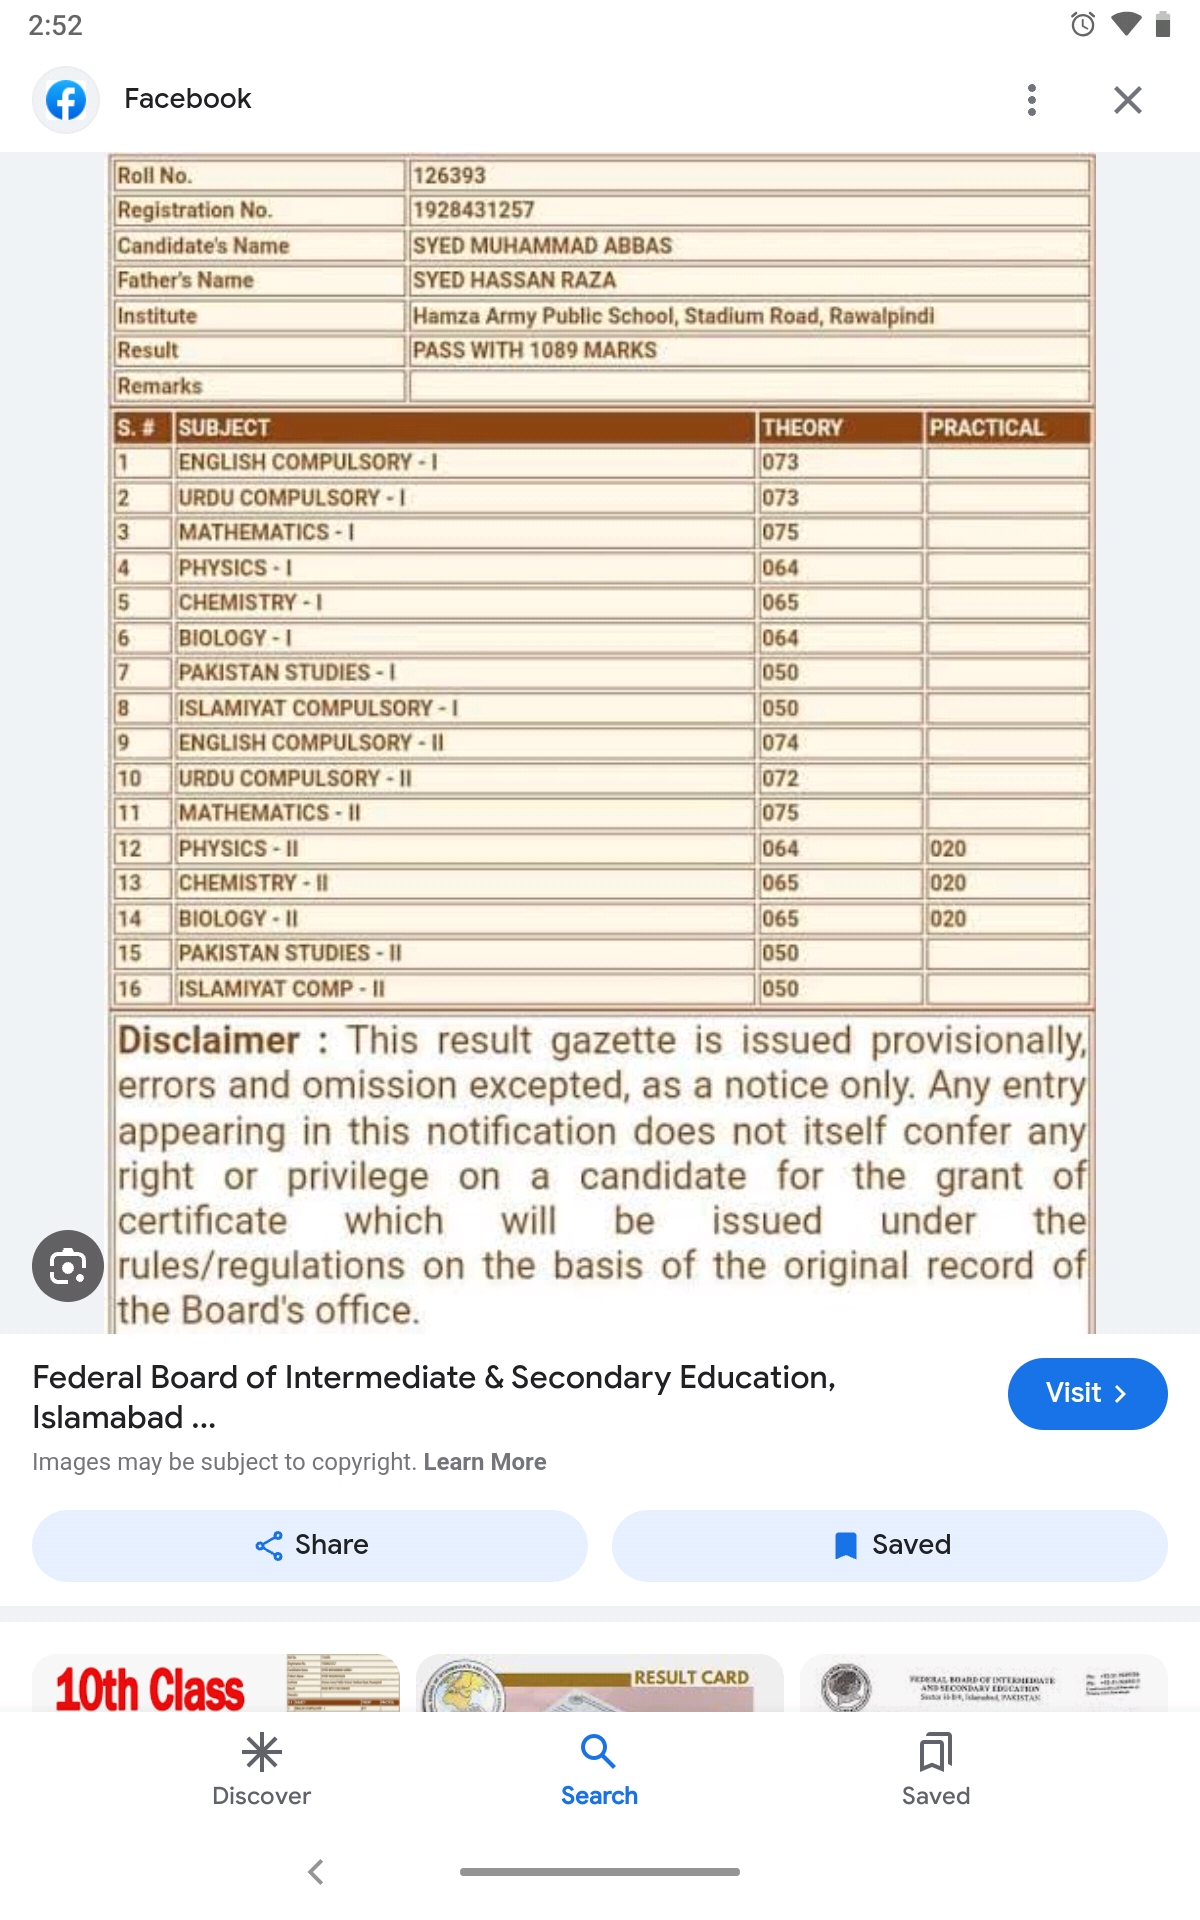 2:52
Facebook
Roll No. 126393
Registration No. 1928431257
Candidate's Name SYED MUHAMMAD ABBAS
Father's Name SYED HASSAN RAZA
Institute Hamza Army Public School, Stadium Road, Rawalpindi
Result PASS WITH 1089 MARKS
Remarks
S. # SUBJECT THEORY PRACTICAL
1 ENGLISH COMPULSORY - I 073
2 URDU COMPULSORY - I 073
3 MATHEMATICS - I 075
4 PHYSICS - I 064
5 CHEMISTRY - I 065
6 BIOLOGY - I 064
7 PAKISTAN STUDIES - I 050
8 ISLAMIYAT COMPULSORY - I 050
9 ENGLISH COMPULSORY - II 074
10 URDU COMPULSORY - II 072
11 MATHEMATICS - II 075
12 PHYSICS - II 064 020
13 CHEMISTRY - II 065 020
14 BIOLOGY - II 065 020
15 PAKISTAN STUDIES - II 050
16 ISLAMIYAT COMP - II 050
Disclaimer : This result gazette is issued provisionally,
errors and omission excepted, as a notice only. Any entry
appearing in this notification does not itself confer any
right or privilege on a candidate for the grant of
certificate which will be issued under the
rules/regulations on the basis of the original record of
the Board's office.
Federal Board of Intermediate & Secondary Education,
Islamabad ...
Visit
Images may be subject to copyright. Learn More
Share
Saved
10th Class
RESULT CARD
FEDERAL BOARD OF INTERMEDIATE
AND SECONDARY EDUCATION
Sector H-8/4, Islamabad, PAKISTAN
Discover
Search
Saved